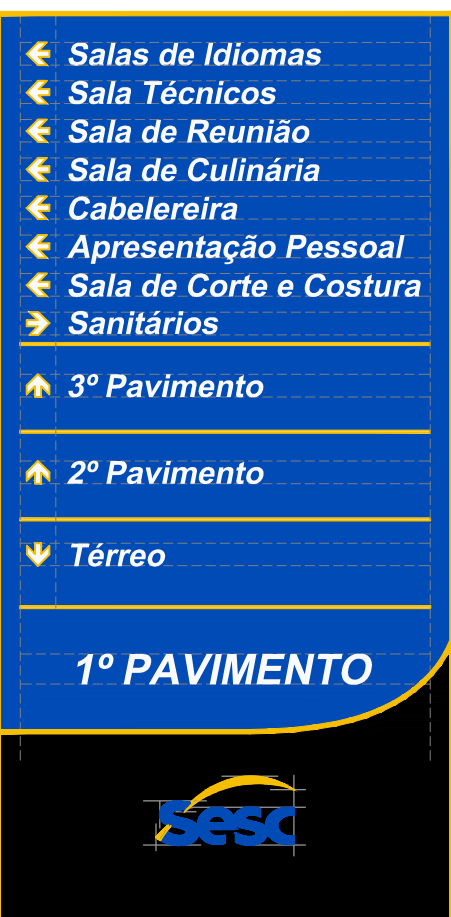 Salas de Idiomas
Sala Técnicos
Sala de Reunião
Sala de Culinária
Cabelereira
Apresentação Pessoal
Sala de Corte e Costura
Sanitários
3º Pavimento
2º Pavimento
Térreo
1º PAVIMENTO
Sesc